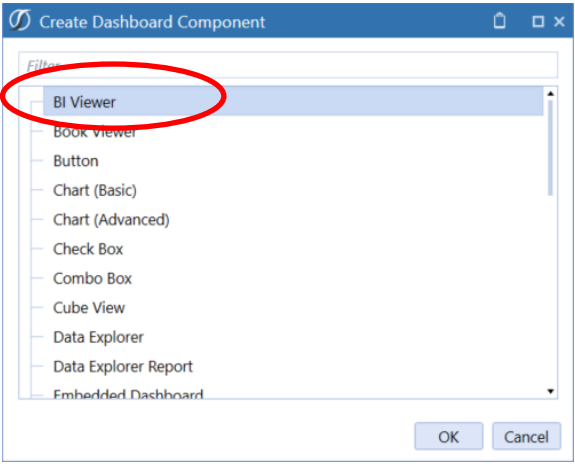 Create Dashboard Component
Filter
BI Viewer
Book Viewer
Button
Chart (Basic)
Chart (Advanced)
Check Box
Combo Box
Cube View
Data Explorer
Data Explorer Report
Embedded Dashboard
OK Cancel